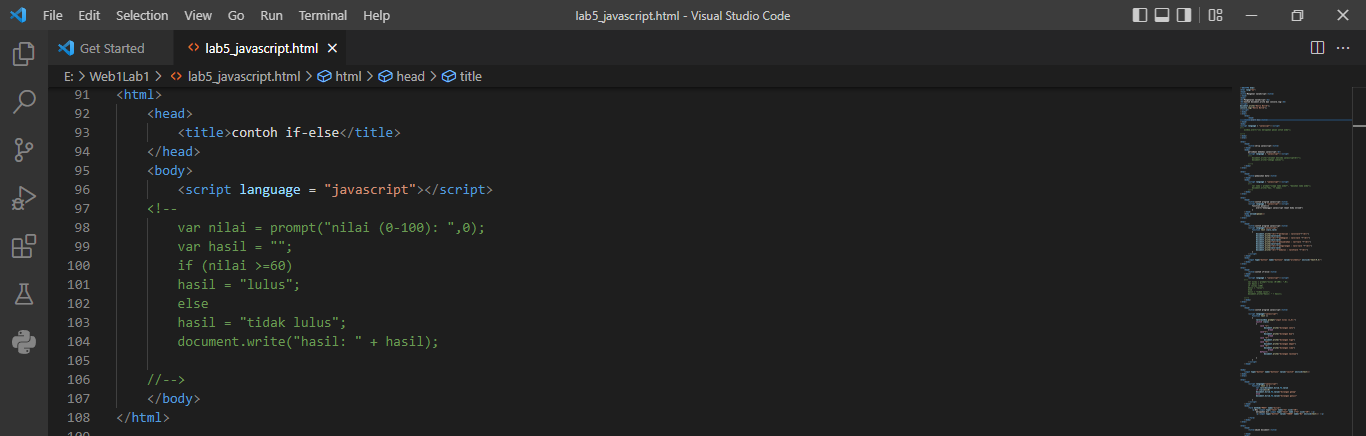 File Edit Selection View Go Run Terminal Help lab5_javascript.html - Visual Studio Code
Get Started lab5_javascript.html
E: > Web1Lab1 > lab5_javascript.html > html > head > title
91 <html>
92 <head>
93 <title>contoh if-else</title>
94 </head>
95 <body>
96 <script language = "javascript"></script>
97 <!--
98 var nilai = prompt("nilai (0-100): ",0);
99 var hasil = "";
100 if (nilai >=60)
101 hasil = "lulus";
102 else
103 hasil = "tidak lulus";
104 document.write("hasil: " + hasil);
105
106 //-->
107 </body>
108 </html>